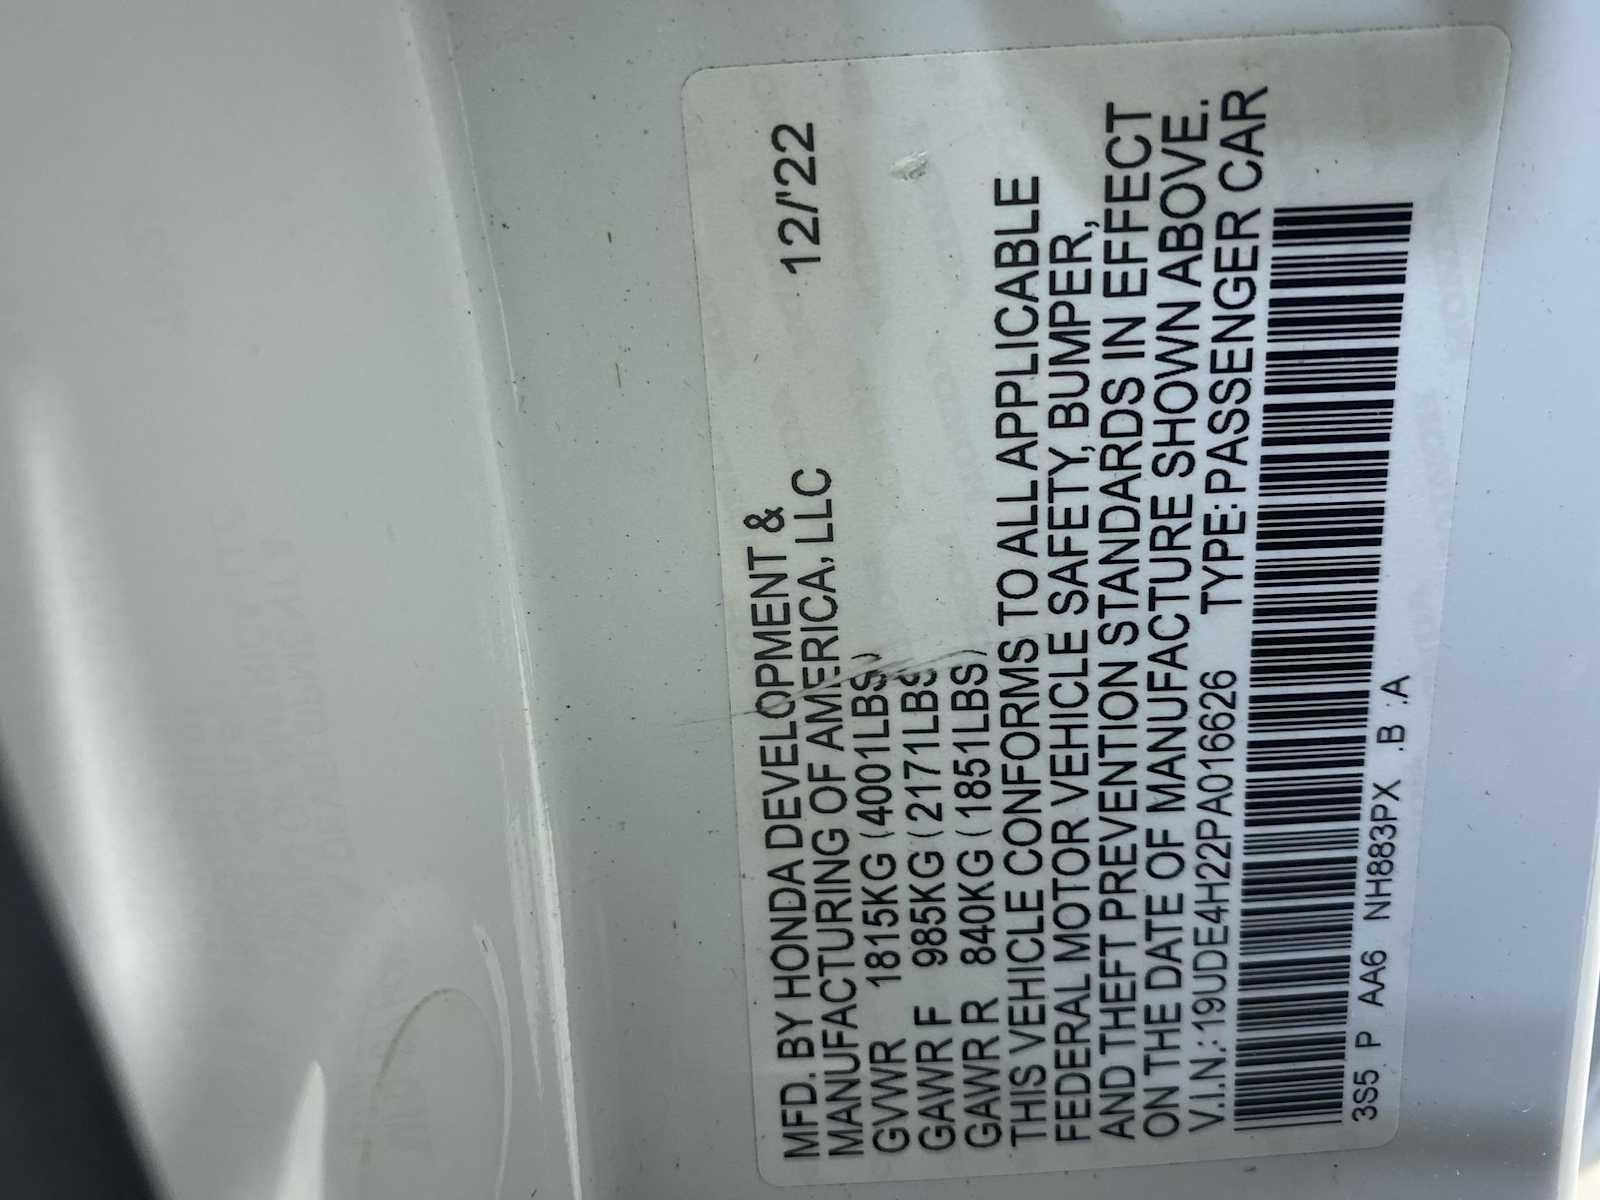 MFD. BY HONDA DEVELOPMENT &
MANUFACTURING OF AMERICA, LLC 12/'22
GVWR 1815KG (4001LBS)
GAWR F 985KG (2171LBS
GAWR R 840KG (1851LBS)
THIS VEHICLE CONFORMS TO ALL APPLICABLE
FEDERAL MOTOR VEHICLE SAFETY, BUMPER,
AND THEFT PREVENTION STANDARDS IN EFFECT
ON THE DATE OF MANUFACTURE SHOWN ABOVE.
V.I.N.:19UDE4H22PA016626 TYPE:PASSENGER CAR
3S5 P AA6 NH883PX .B :A